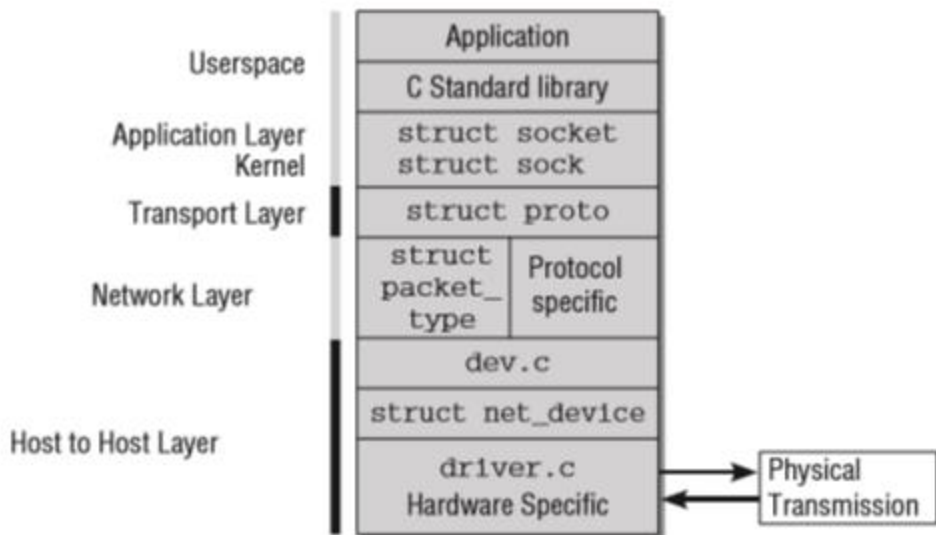 Userspace
Application
C Standard library
Application Layer
Kernel
struct socket
struct sock
Transport Layer
struct proto
Network Layer
struct
packet_
type
Protocol
specific
dev.c
struct net_device
Host to Host Layer
driver.c
Hardware Specific
Physical
Transmission